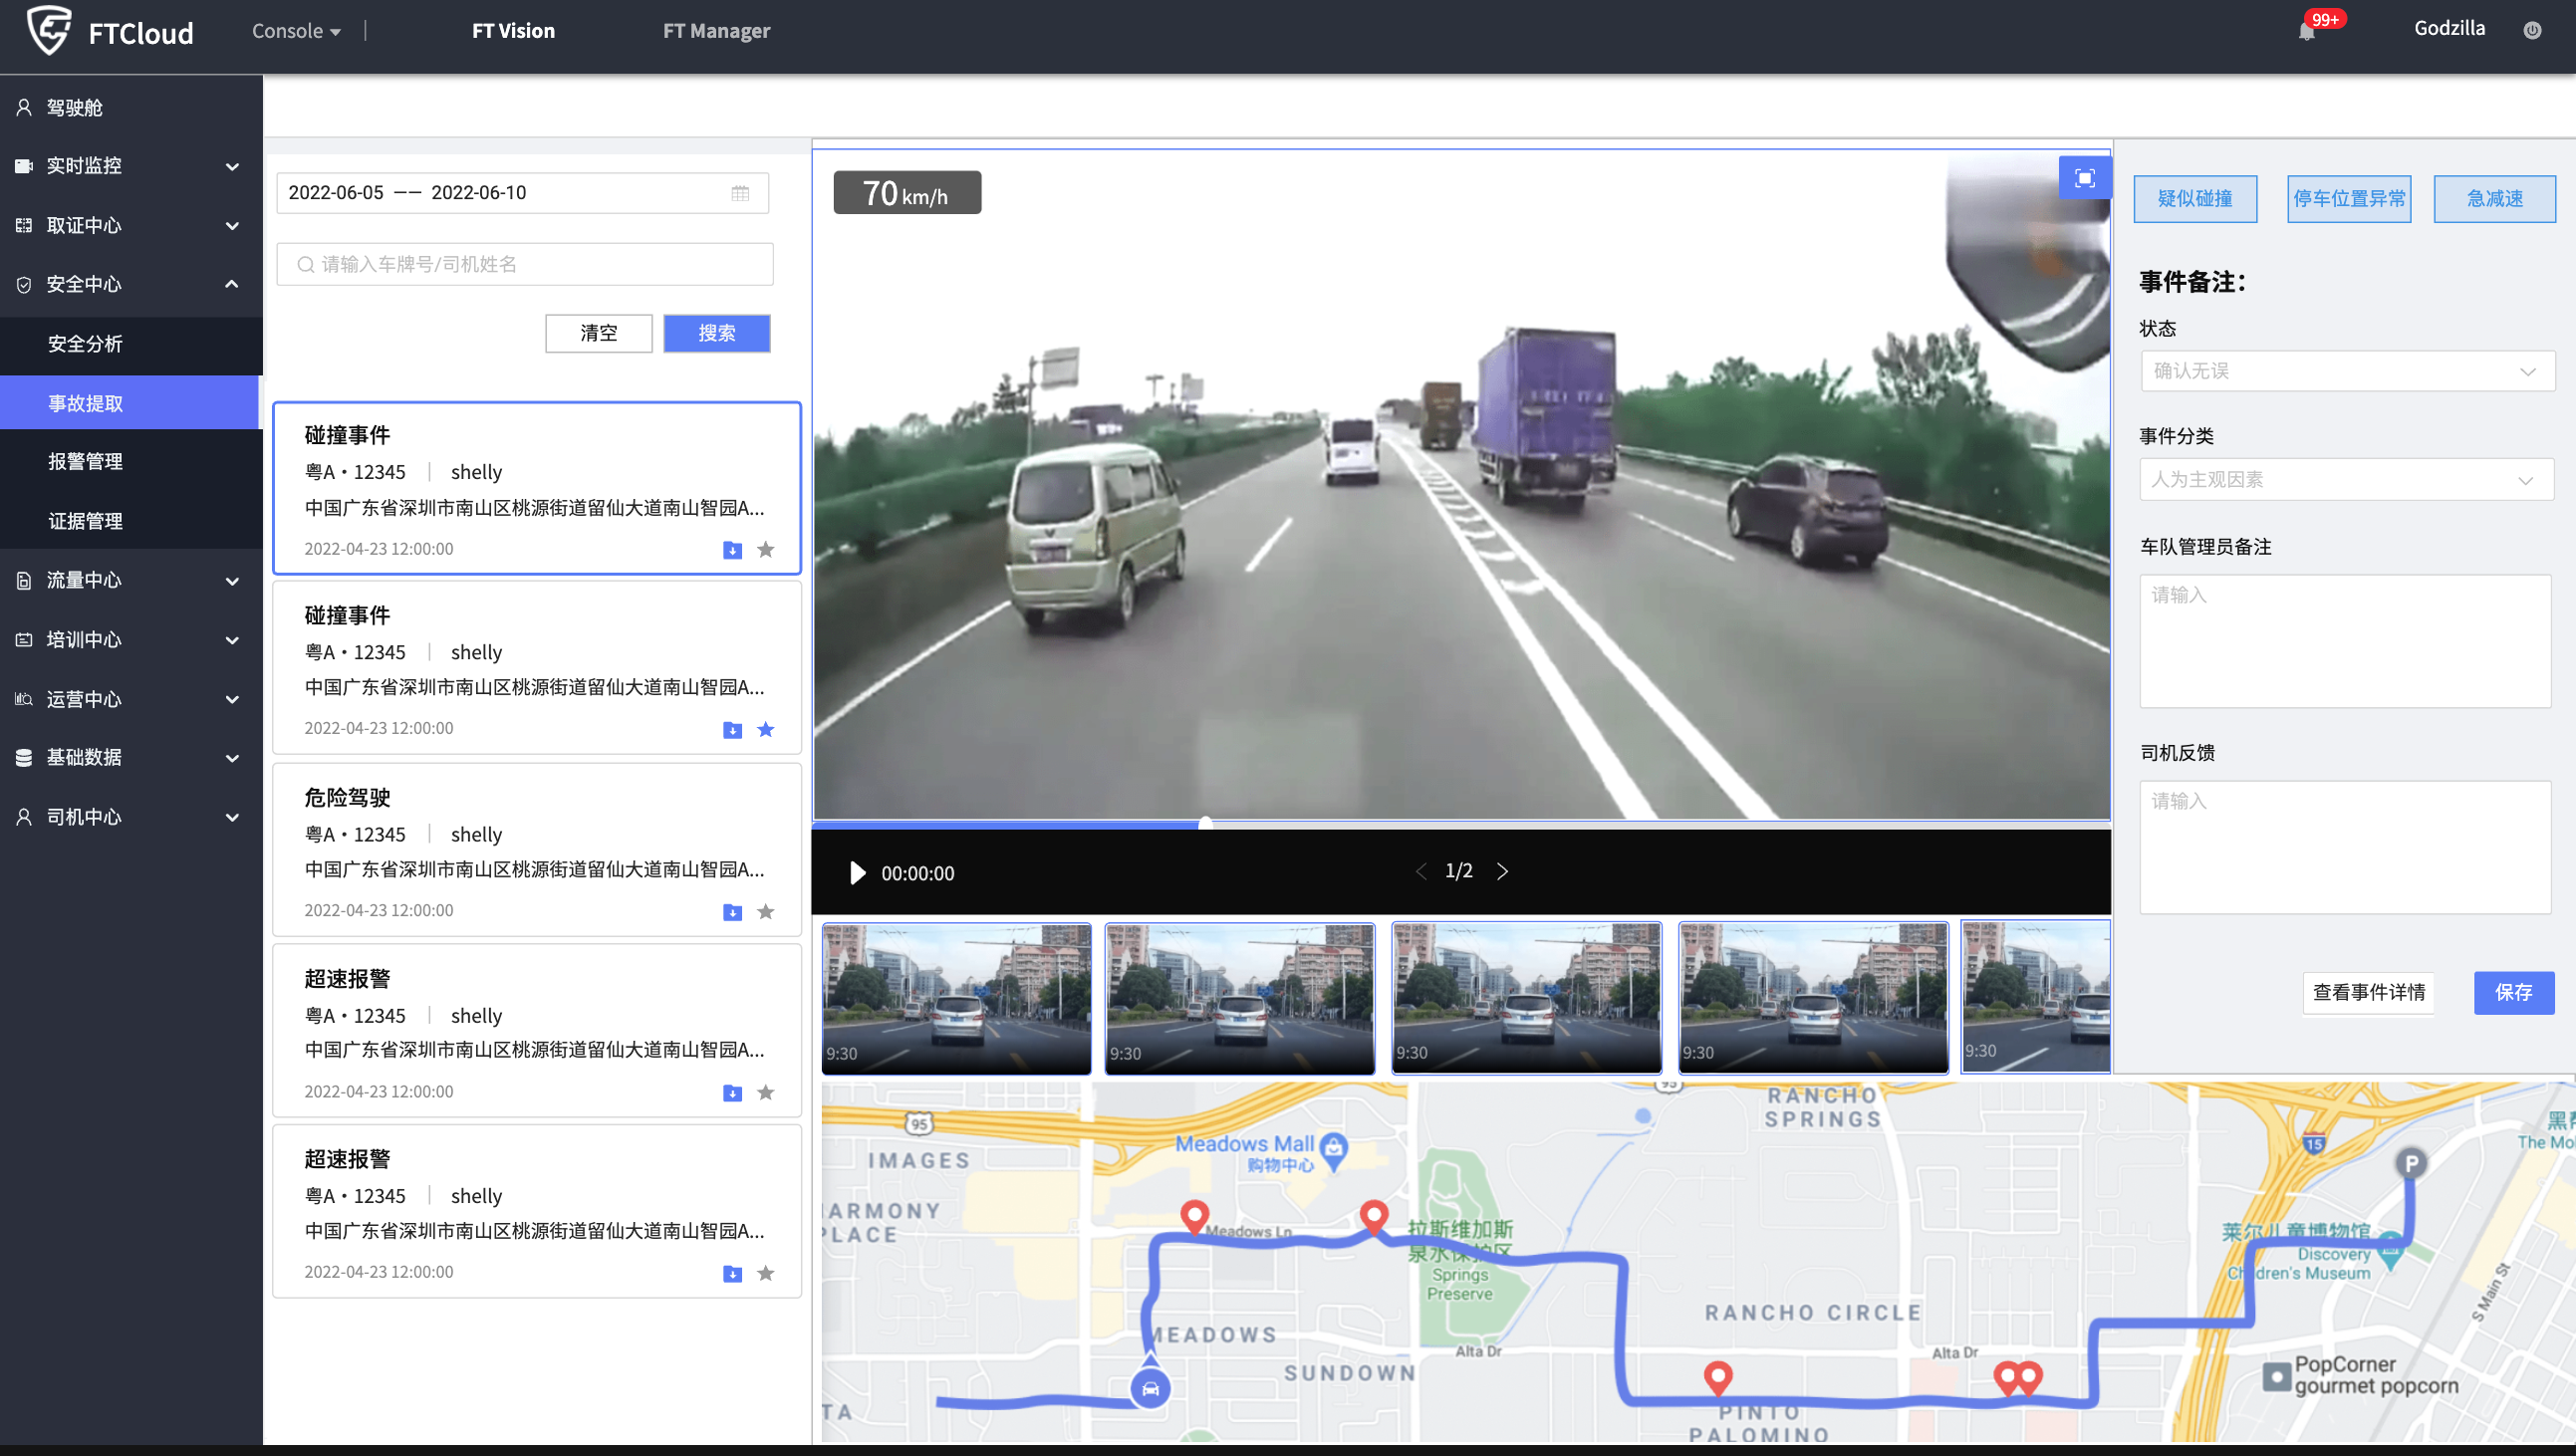 FTCloud
Console
FT Vision
FT Manager
99+
Godzilla
驾驶舱
实时监控
取证中心
安全中心
安全分析
事故提取
报警管理
证据管理
流量中心
培训中心
运营中心
基础数据
司机中心
2022-06-05 —— 2022-06-10
请输入车牌号/司机姓名
清空
搜索
碰撞事件
粤A·12345 | shelly
中国广东省深圳市南山区桃源街道留仙大道南山智园A...
2022-04-23 12:00:00
碰撞事件
粤A·12345 | shelly
中国广东省深圳市南山区桃源街道留仙大道南山智园A...
2022-04-23 12:00:00
危险驾驶
粤A·12345 | shelly
中国广东省深圳市南山区桃源街道留仙大道南山智园A...
2022-04-23 12:00:00
超速报警
粤A·12345 | shelly
中国广东省深圳市南山区桃源街道留仙大道南山智园A...
2022-04-23 12:00:00
超速报警
粤A·12345 | shelly
中国广东省深圳市南山区桃源街道留仙大道南山智园A...
2022-04-23 12:00:00
70 km/h
00:00:00
1/2
9:30
9:30
9:30
9:30
9:30
疑似碰撞
停车位置异常
急减速
事件备注：
状态
确认无误
事件分类
人为主观因素
车队管理员备注
请输入
司机反馈
请输入
查看事件详情
保存
95
95
RANCHO
SPRINGS
IMAGES
Meadows Mall
购物中心
15
P
The Mo
ARMONY
PLACE
Meadows Ln
拉斯维加斯
泉水保护区
Springs
Preserve
莱尔儿童博物馆
Discovery
Children's Museum
S Main St
MEADOWS
RANCHO CIRCLE
SUNDOWN
Alta Dr
Alta Dr
PopCorner
gourmet popcorn
TA
PINTO
PALOMINO